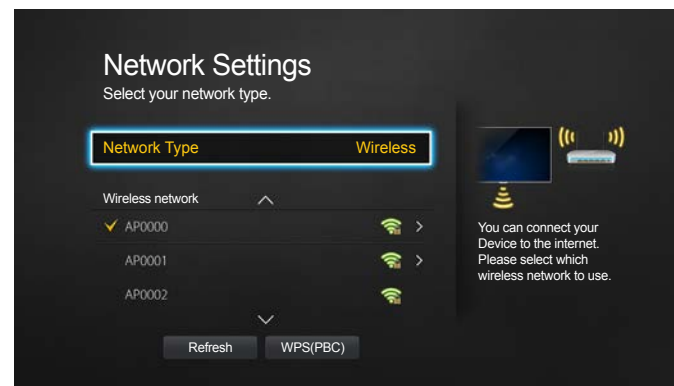 Network Settings
Select your network type.
Network Type Wireless
Wireless network
AP0000
AP0001
AP0002
Refresh WPS(PBC)
You can connect your
Device to the internet.
Please select which
wireless network to use.